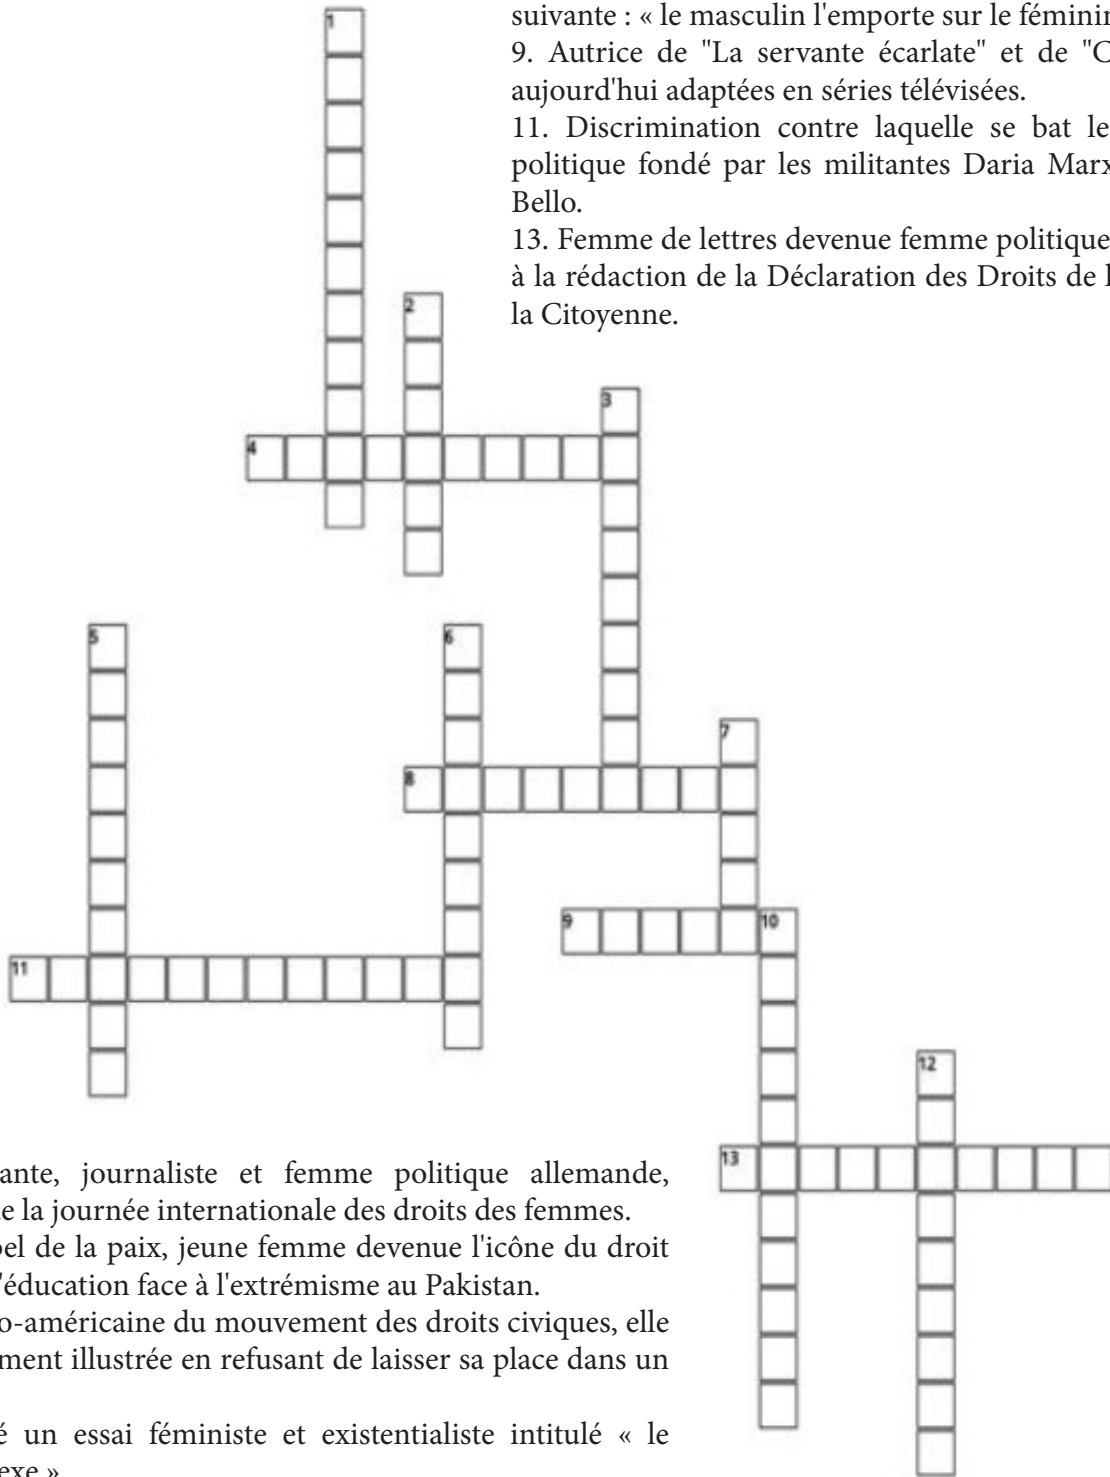 suivante : « le masculin l'emporte sur le féminin
9. Autrice de "La servante écarlate" et de "C
aujourd'hui adaptées en séries télévisées.
11. Discrimination contre laquelle se bat le
politique fondé par les militantes Daria Marx
Bello.
13. Femme de lettres devenue femme politique
à la rédaction de la Déclaration des Droits de l
la Citoyenne.
1
2
3
4
5
6
7
8
9
10
11
12
13
ante, journaliste et femme politique allemande,
e la journée internationale des droits des femmes.
bel de la paix, jeune femme devenue l'icône du droit
l'éducation face à l'extrémisme au Pakistan.
o-américaine du mouvement des droits civiques, elle
ment illustrée en refusant de laisser sa place dans un
é un essai féministe et existentialiste intitulé « le
exe »